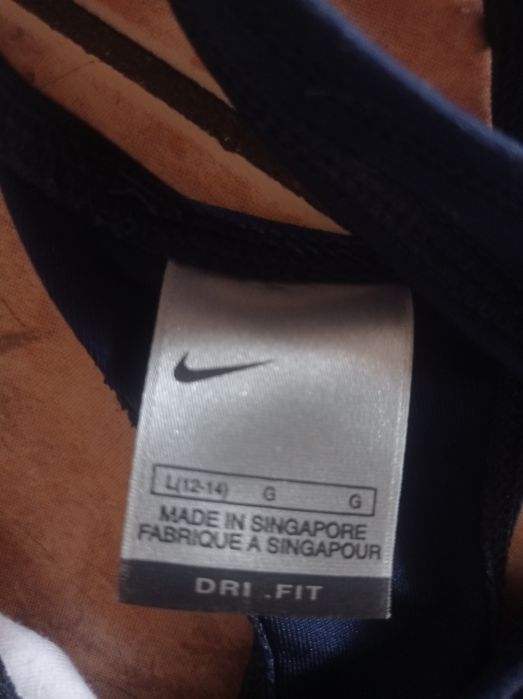 L(12-14) G G
MADE IN SINGAPORE
FABRIQUE A SINGAPOUR
DRI .FIT